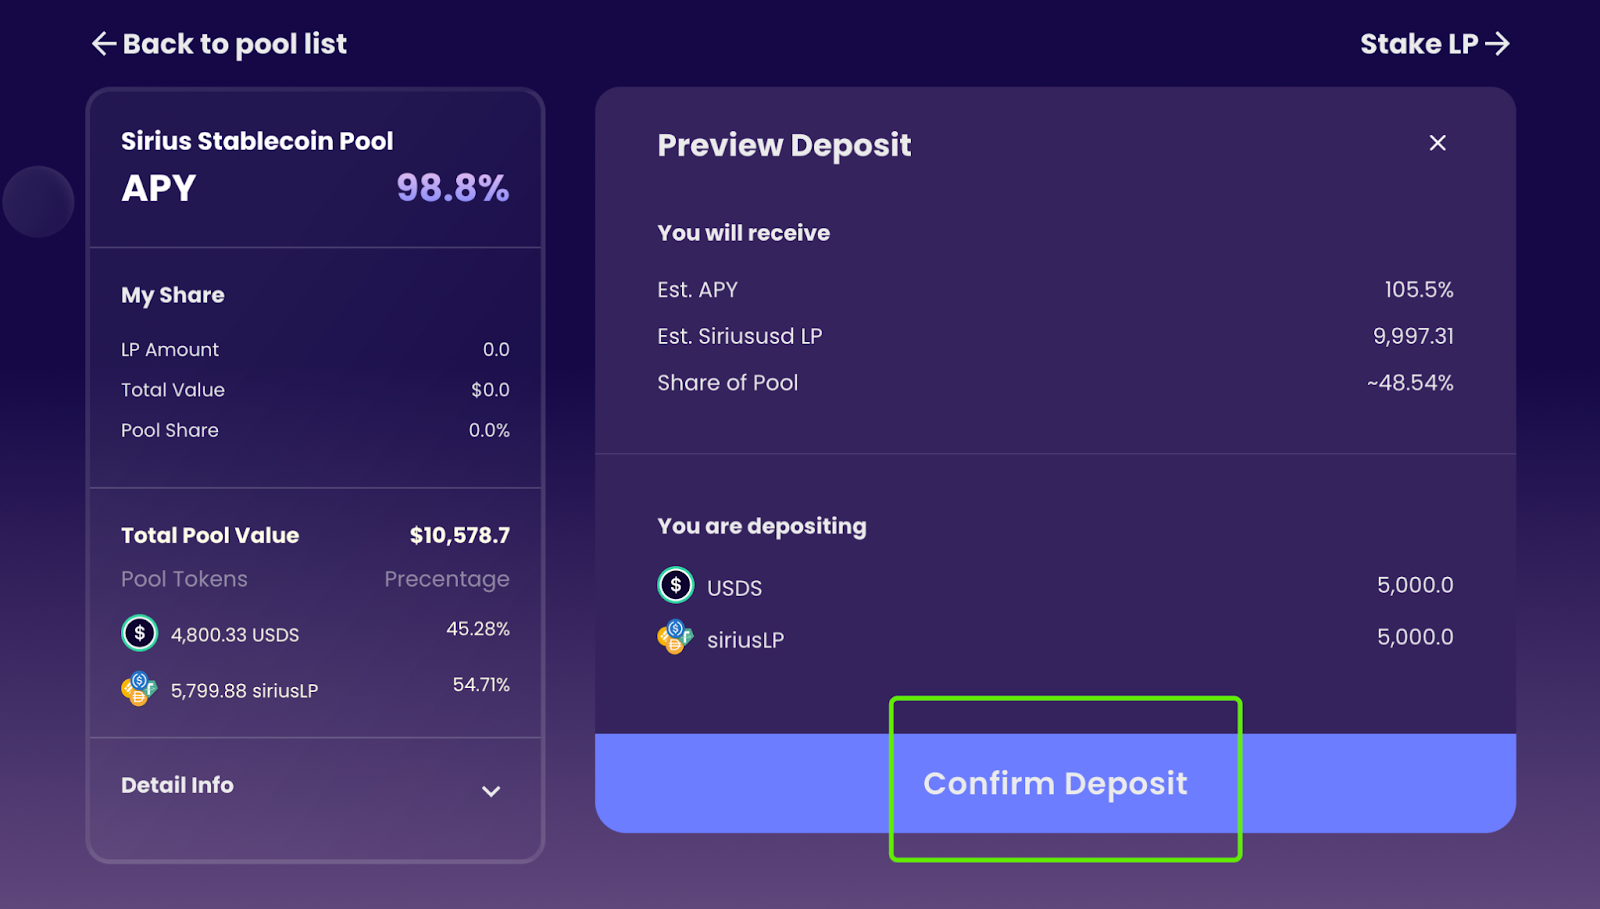 Back to pool list
Stake LP
Sirius Stablecoin Pool
APY 98.8%
My Share
LP Amount 0.0
Total Value $0.0
Pool Share 0.0%
Total Pool Value $10,578.7
Pool Tokens Precentage
4,800.33 USDS 45.28%
5,799.88 siriusLP 54.71%
Detail Info
Preview Deposit
You will receive
Est. APY 105.5%
Est. Siriususd LP 9,997.31
Share of Pool ~48.54%
You are depositing
$ USDS 5,000.0
siriusLP 5,000.0
Confirm Deposit